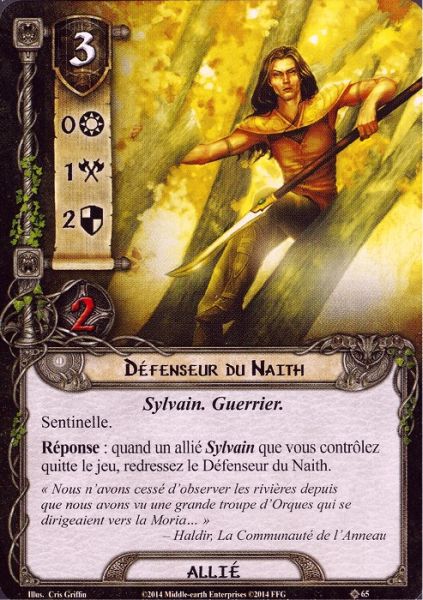 3
0
1
2
2
DÉFENSEUR DU NAITH
Sylvain. Guerrier.
Sentinelle.
Réponse : quand un allié Sylvain que vous contrôlez
quitte le jeu, redressez le Défenseur du Naith.
« Nous n'avons cessé d'observer les rivières depuis
que nous avons vu une grande troupe d'Orques qui se
dirigeaient vers la Moria... »
– Haldir, La Communauté de l'Anneau
ALLIÉ
Illus. Cris Griffin ©2014 Middle-earth Enterprises ©2014 FFG 65